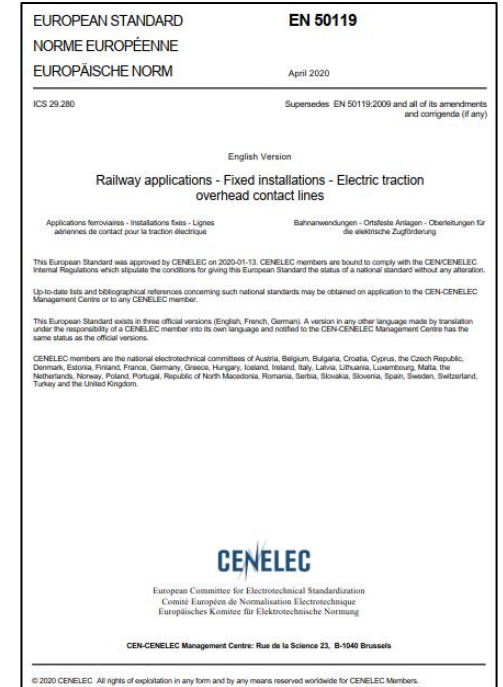 EUROPEAN STANDARD
NORME EUROPÉENNE
EUROPÄISCHE NORM
EN 50119
April 2020
ICS 29.280
Supersedes EN 50119:2009 and all of its amendments
and corrigenda (if any)
English Version
Railway applications - Fixed installations - Electric traction
overhead contact lines
Applications ferroviaires - Installations fixes - Lignes
aériennes de contact pour la traction électrique
Bahnanwendungen - Ortsfeste Anlagen - Oberleitungen für
die elektrische Zugförderung
This European Standard was approved by CENELEC on 2020-01-13. CENELEC members are bound to comply with the CEN/CENELEC
Internal Regulations which stipulate the conditions for giving this European Standard the status of a national standard without any alteration.
Up-to-date lists and bibliographical references concerning such national standards may be obtained on application to the CEN-CENELEC
Management Centre or to any CENELEC member.
This European Standard exists in three official versions (English, French, German). A version in any other language made by translation
under the responsibility of a CENELEC member into its own language and notified to the CEN-CENELEC Management Centre has the
same status as the official versions.
CENELEC members are the national electrotechnical committees of Austria, Belgium, Bulgaria, Croatia, Cyprus, the Czech Republic,
Denmark, Estonia, Finland, France, Germany, Greece, Hungary, Iceland, Ireland, Italy, Latvia, Lithuania, Luxembourg, Malta, the
Netherlands, Norway, Poland, Portugal, Republic of North Macedonia, Romania, Serbia, Slovakia, Slovenia, Spain, Sweden, Switzerland,
Turkey and the United Kingdom.
CENELEC
European Committee for Electrotechnical Standardization
Comité Européen de Normalisation Electrotechnique
Europäisches Komitee für Elektrotechnische Normung
CEN-CENELEC Management Centre: Rue de la Science 23, B-1040 Brussels
© 2020 CENELEC All rights of exploitation in any form and by any means reserved worldwide for CENELEC Members.